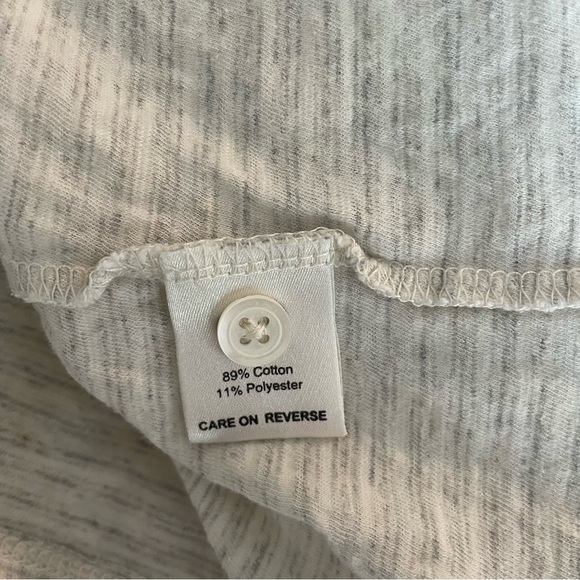 89% Cotton
11% Polyester
CARE ON REVERSE